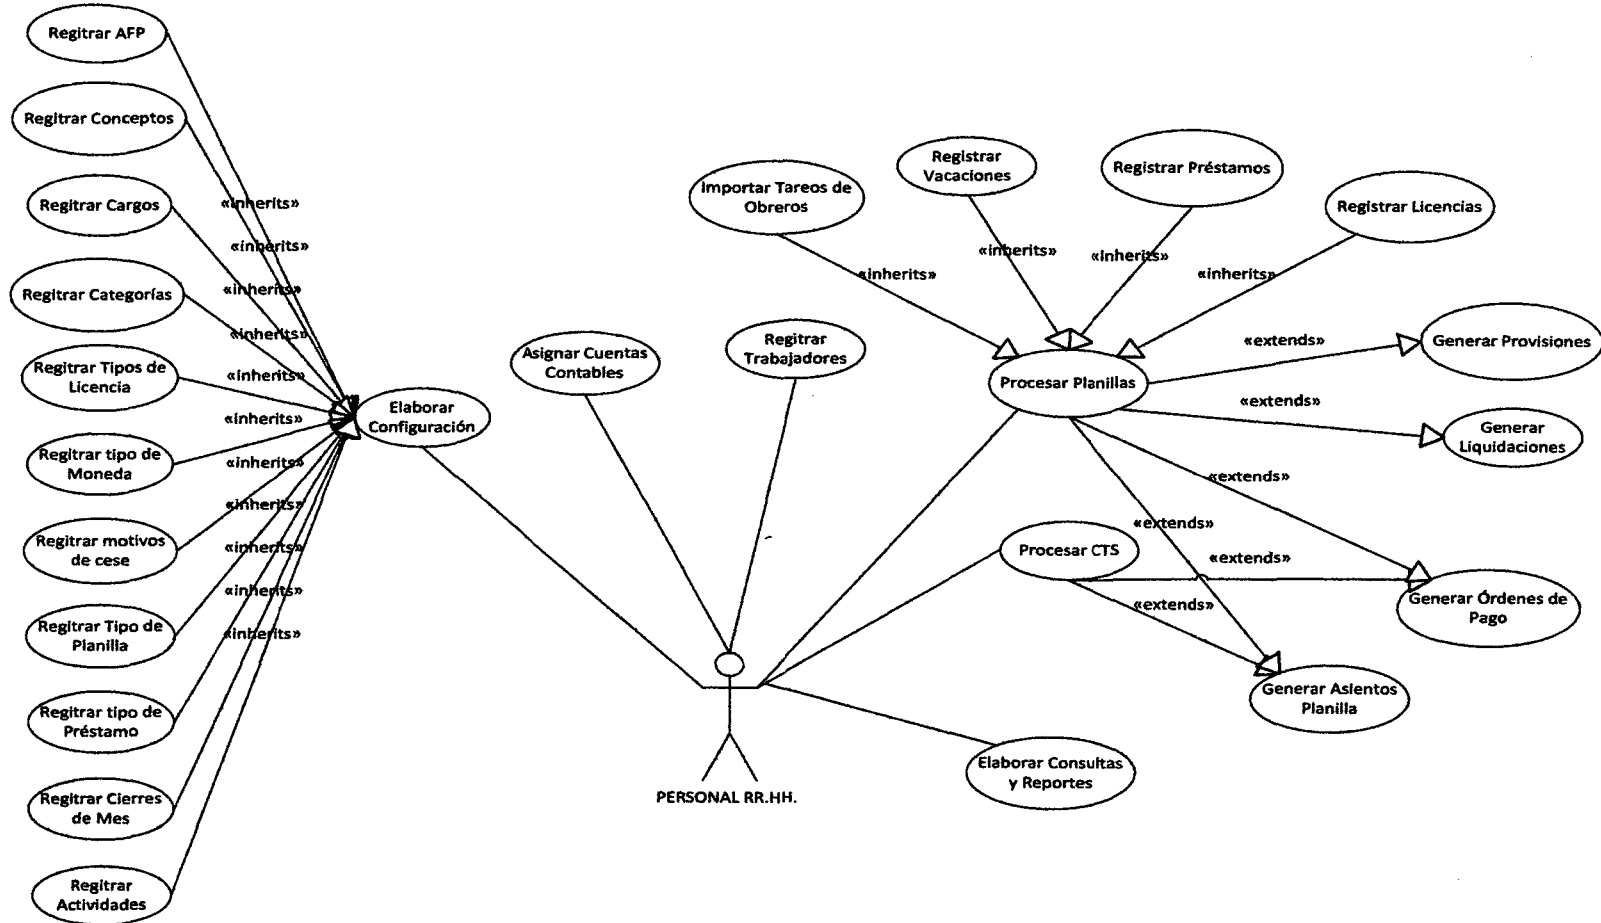 Regitrar AFP
Regitrar Conceptos
Regitrar Cargos
Regitrar Categorías
Regitrar Tipos de
Licencia
Regitrar tipo de
Moneda
Regitrar motivos
de cese
Regitrar Tipo de
Planilla
Regitrar tipo de
Préstamo
Regitrar Cierres
de Mes
Regitrar
Actividades
«inherits»
«inherits»
«inherits»
«inherits»
«inherits»
«inherits»
«inherits»
«inherits»
«inherits»
«inherits»
«inherits»
Elaborar
Configuración
Asignar Cuentas
Contables
Regitrar
Trabajadores
PERSONAL RR.HH.
Importar Tareos de
Obreros
Registrar
Vacaciones
Registrar Préstamos
Registrar Licencias
«inherits»
«inherits»
«inherits»
«inherits»
Procesar Planillas
«extends»
Generar Provisiones
«extends»
Generar
Liquidaciones
«extends»
«extends»
Procesar CTS
«extends»
«extends»
Generar Órdenes de
Pago
Generar Asientos
Planilla
Elaborar Consultas
y Reportes